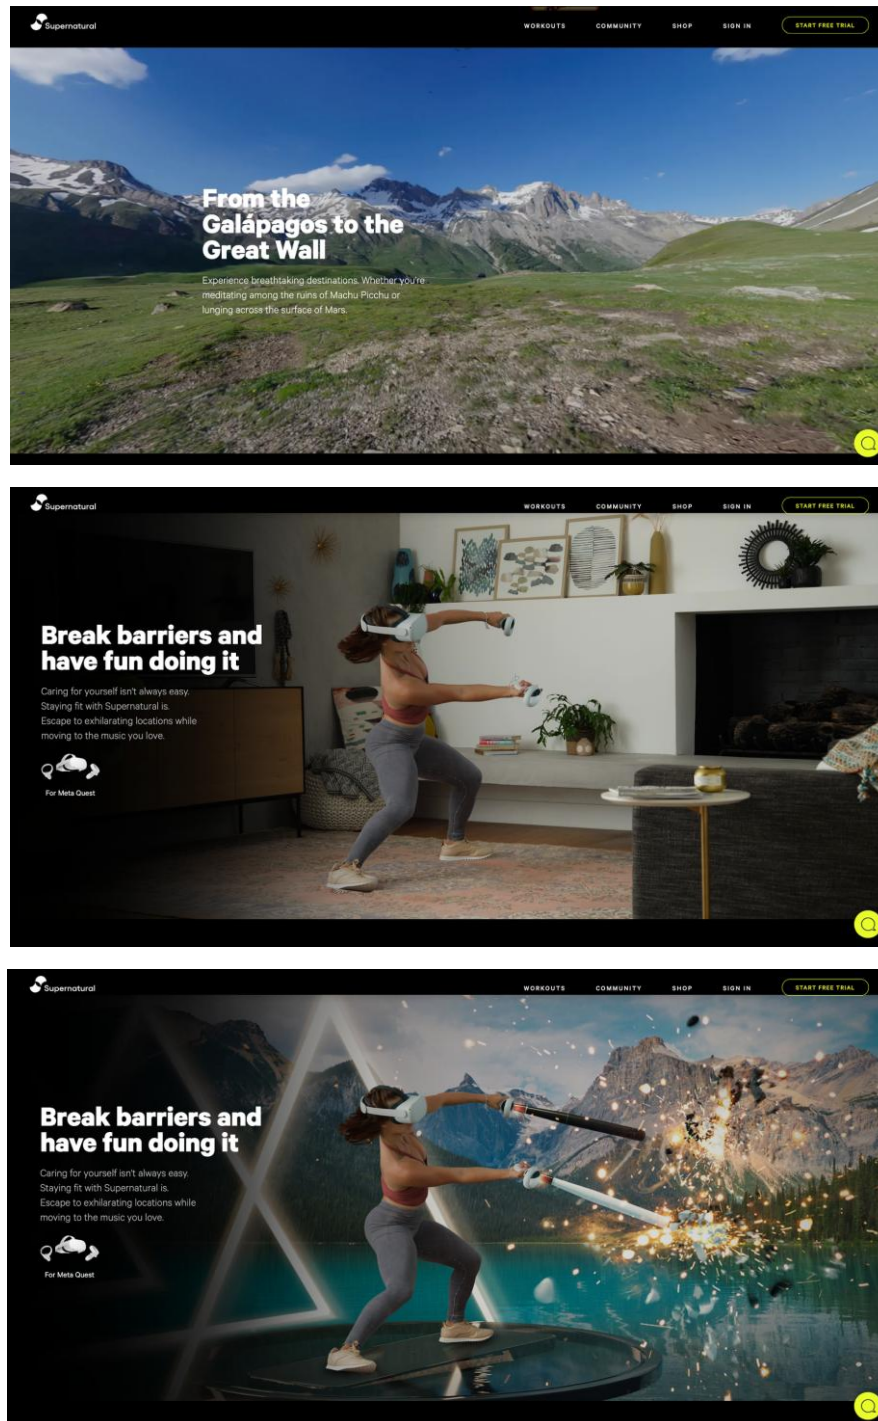 Supernatural
WORKOUTS COMMUNITY SHOP SIGN IN START FREE TRIAL
From the
Galápagos to the
Great Wall
Experience breathtaking destinations. Whether you're
meditating among the ruins of Machu Picchu or
lunging across the surface of Mars.
Supernatural
WORKOUTS COMMUNITY SHOP SIGN IN START FREE TRIAL
Break barriers and
have fun doing it
Caring for yourself isn't always easy.
Staying fit with Supernatural is.
Escape to exhilarating locations while
moving to the music you love.
For Meta Quest
Supernatural
WORKOUTS COMMUNITY SHOP SIGN IN START FREE TRIAL
Break barriers and
have fun doing it
Caring for yourself isn't always easy.
Staying fit with Supernatural is.
Escape to exhilarating locations while
moving to the music you love.
For Meta Quest